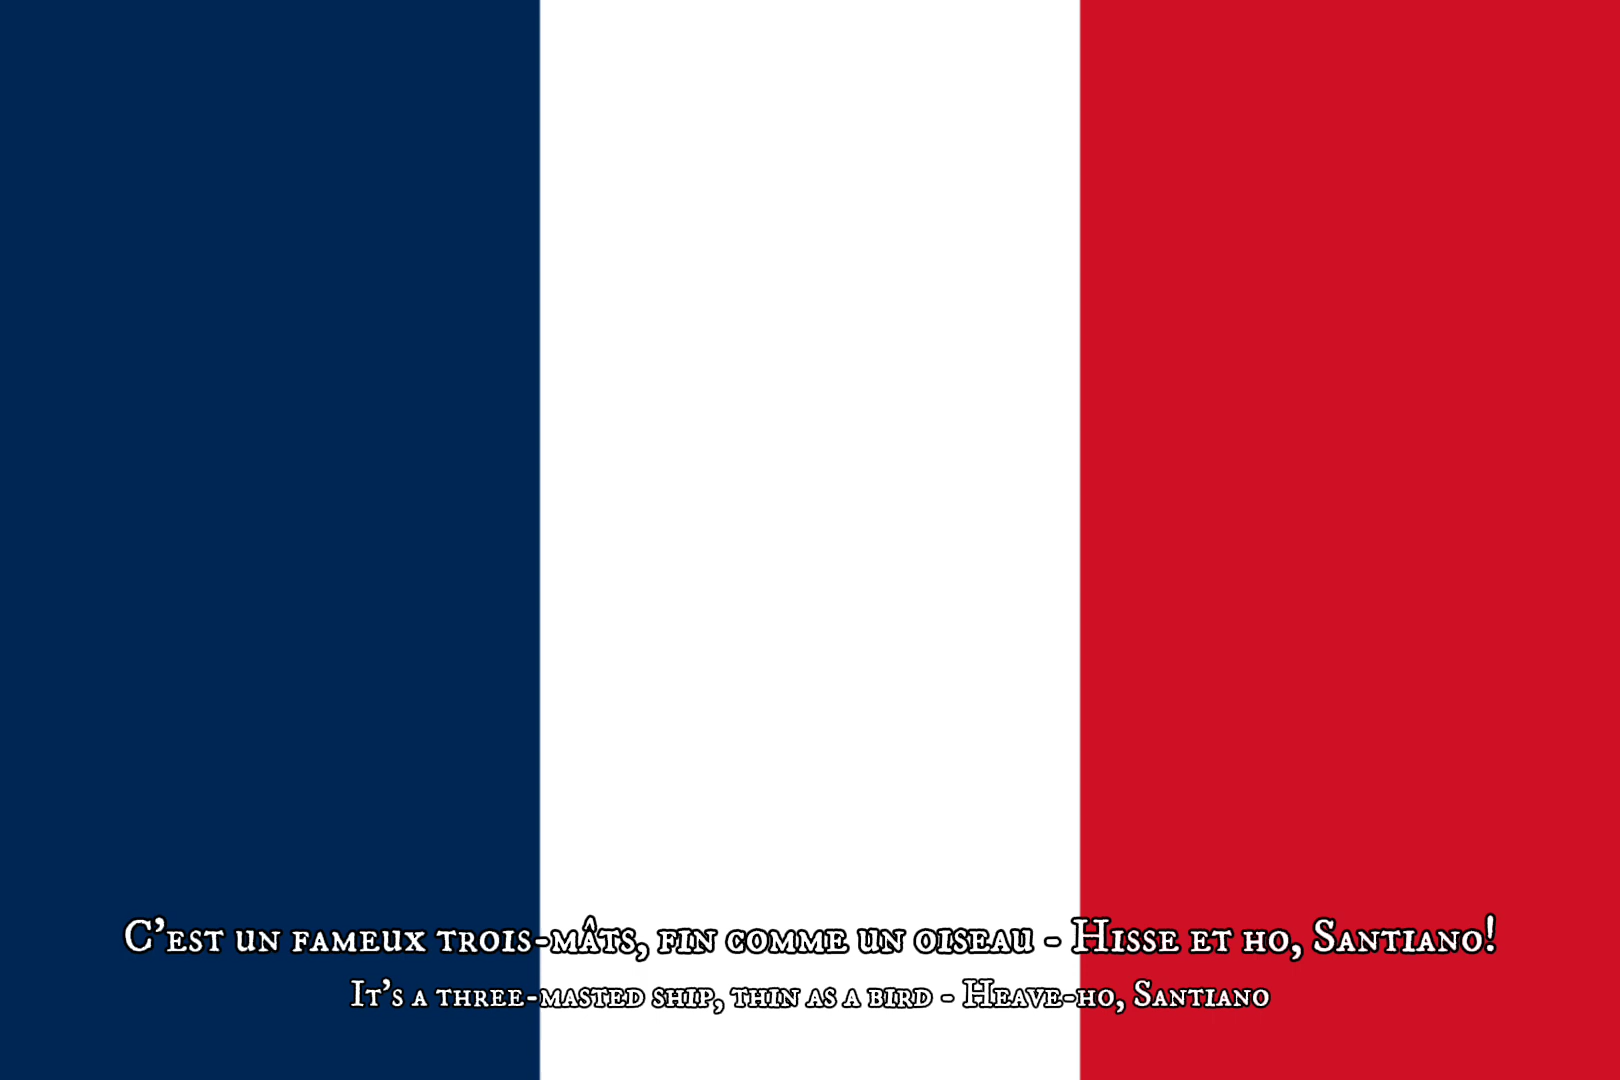 C’est un fameux trois-mâts, fin comme un oiseau - Hisse et ho, Santiano!
It’s a three-masted ship, thin as a bird - Heave-ho, Santiano